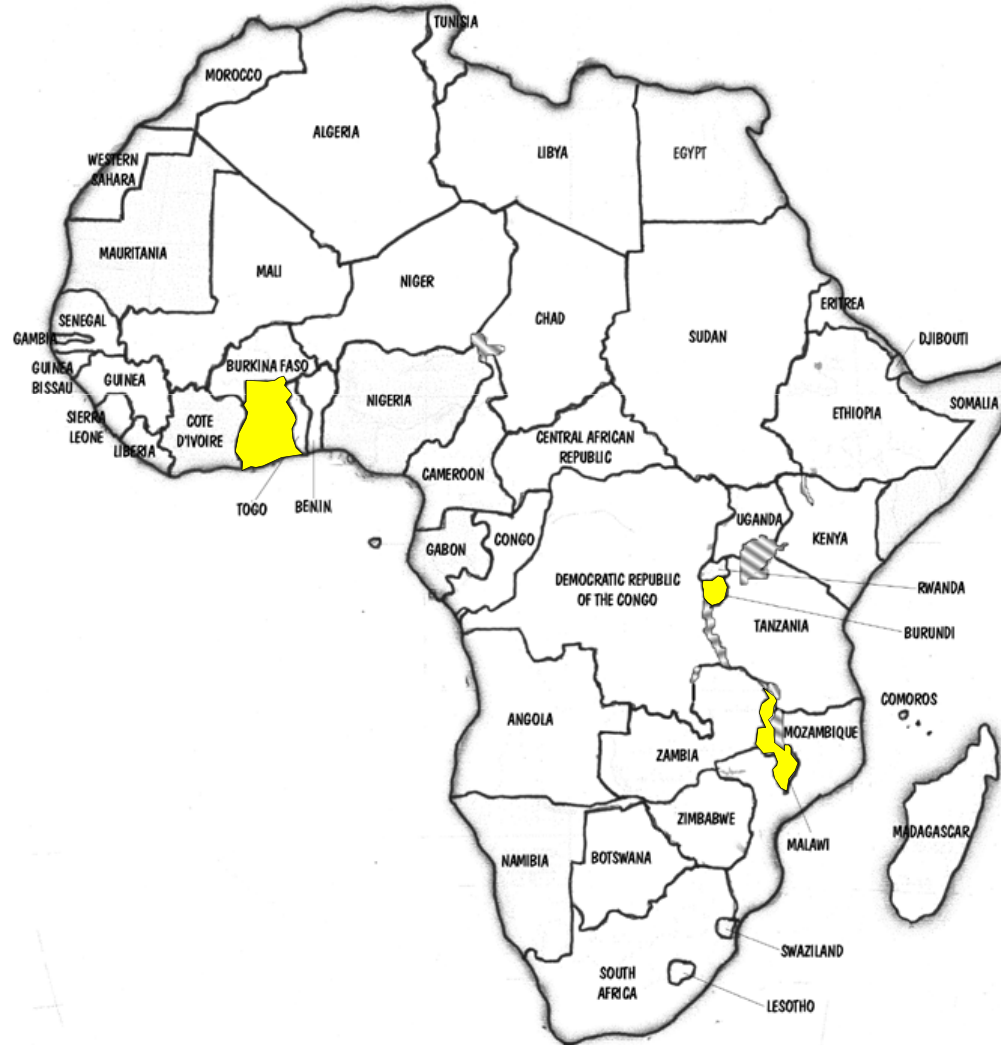 TUNISIA
MOROCCO
ALGERIA
LIBYA
EGYPT
WESTERN
SAHARA
MAURITANIA
MALI
NIGER
CHAD
SUDAN
ERITREA
DJIBOUTI
SENEGAL
GAMBIA
GUINEA
BISSAU
GUINEA
BURKINA FASO
NIGERIA
ETHIOPIA
SOMALIA
SIERRA
LEONE
LIBERIA
COTE
D'IVOIRE
TOGO
BENIN
CAMEROON
CENTRAL AFRICAN
REPUBLIC
UGANDA
KENYA
GABON
CONGO
DEMOCRATIC REPUBLIC
OF THE CONGO
RWANDA
BURUNDI
TANZANIA
COMOROS
ANGOLA
ZAMBIA
MOZAMBIQUE
MALAWI
MADAGASCAR
ZIMBABWE
NAMIBIA
BOTSWANA
SWAZILAND
SOUTH
AFRICA
LESOTHO